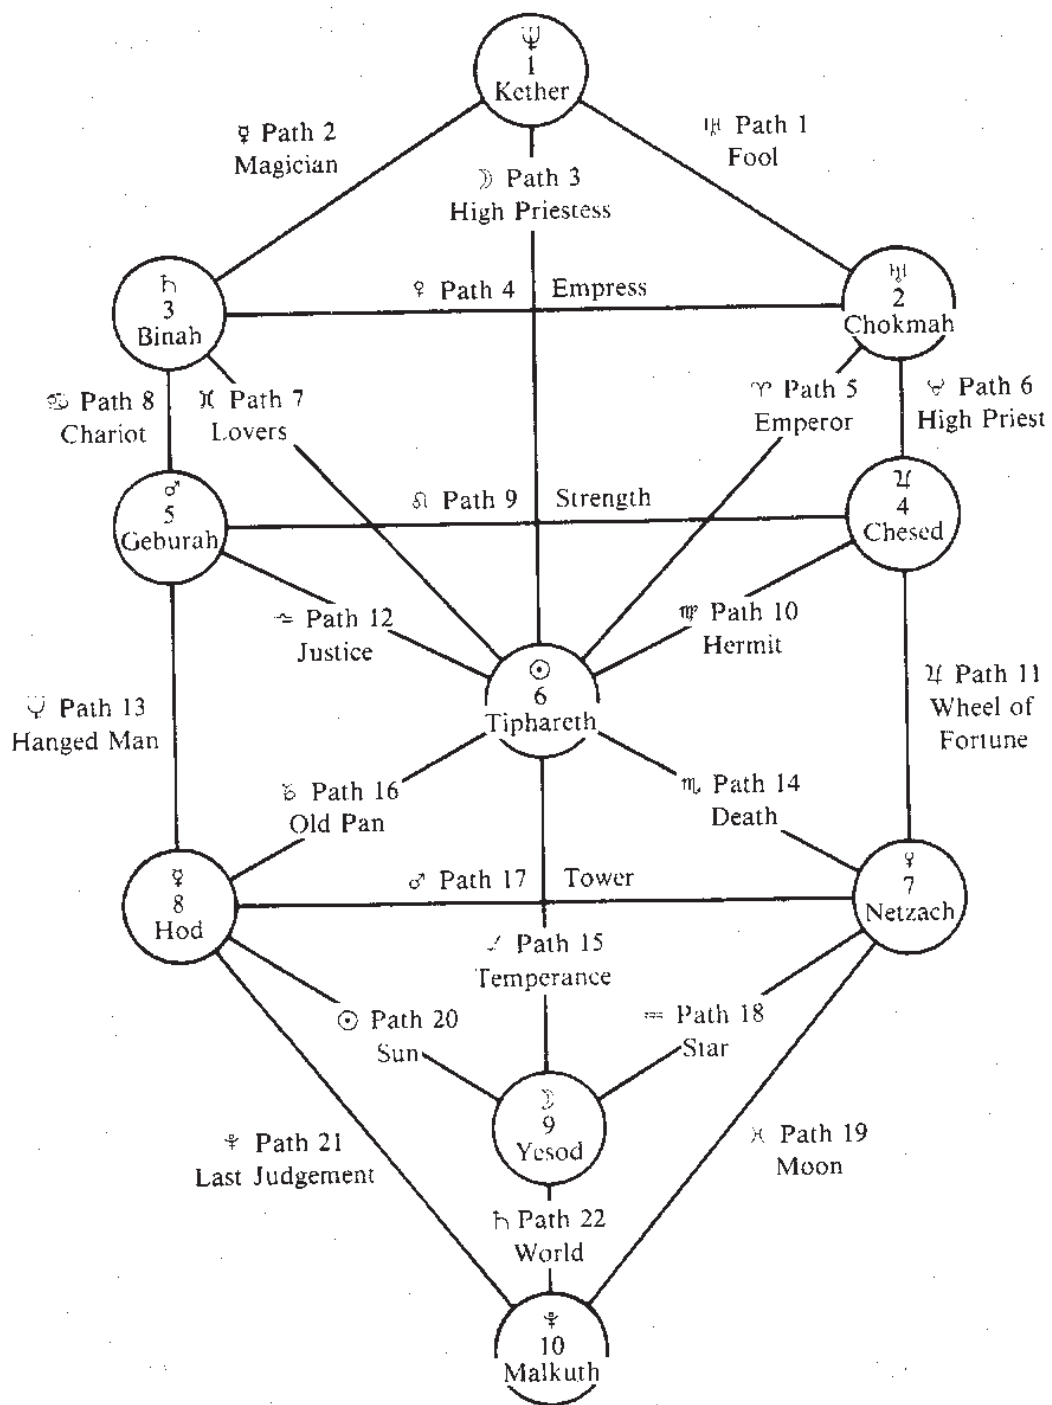 ♆
1
Kether
☿ Path 2
Magician
♅ Path 1
Fool
☽ Path 3
High Priestess
♄
3
Binah
♀ Path 4 Empress
♅
2
Chokmah
♋ Path 8
Chariot
♊ Path 7
Lovers
♈ Path 5
Emperor
♉ Path 6
High Priest
♂
5
Geburah
♌ Path 9 Strength
♃
4
Chesed
♎ Path 12
Justice
♍ Path 10
Hermit
☉
6
Tiphareth
♆ Path 13
Hanged Man
♃ Path 11
Wheel of
Fortune
♑ Path 16
Old Pan
♏ Path 14
Death
☿
8
Hod
♂ Path 17 Tower
♀
7
Netzach
Path 15
Temperance
☉ Path 20
Sun
♒ Path 18
Star
☽
9
Yesod
Path 21
Last Judgement
♓ Path 19
Moon
♄ Path 22
World
10
Malkuth